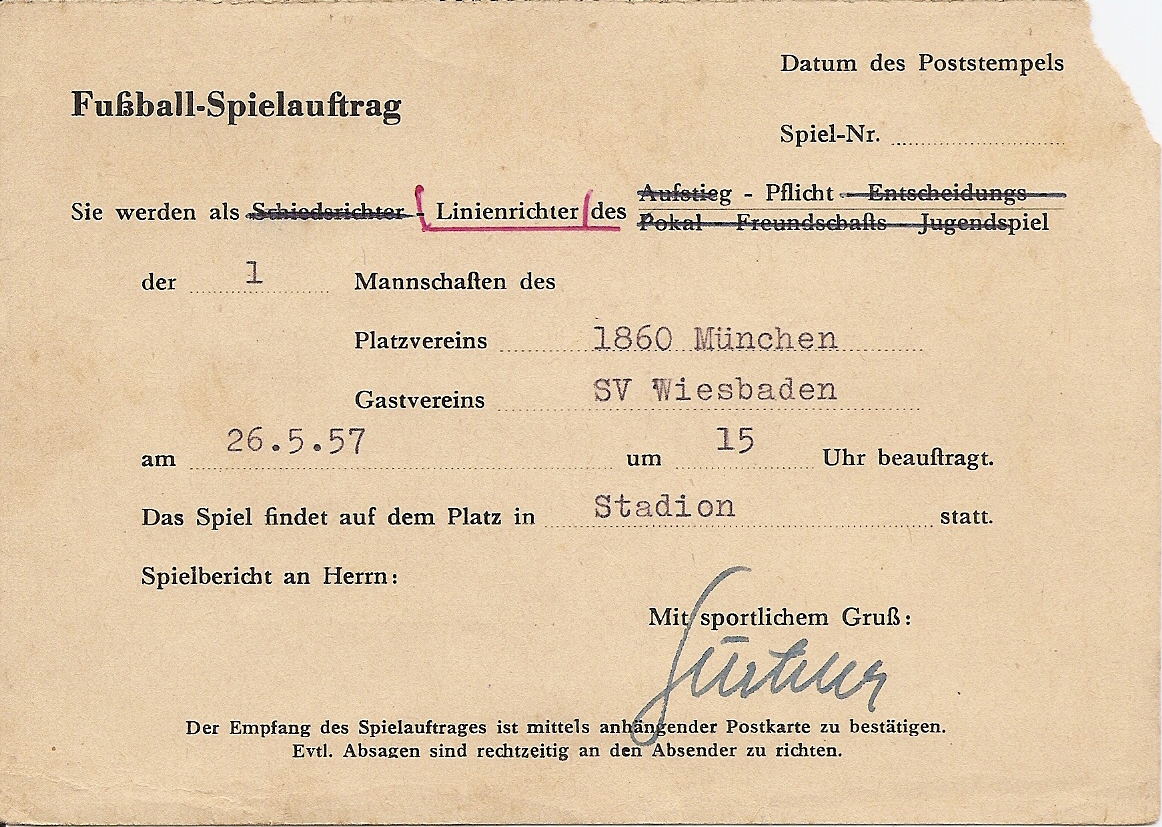 Datum des Poststempels
Fußball-Spielauftrag
Spiel-Nr.
Sie werden als Schiedsrichter - Linienrichter des Aufstieg - Pflicht - Entscheidungs-
Pokal - Freundschafts - Jugendspiel
der 1 Mannschaften des
Platzvereins 1860 München
Gastvereins SV Wiesbaden
am 26.5.57 um 15 Uhr beauftragt.
Das Spiel findet auf dem Platz in Stadion statt.
Spielbericht an Herrn:
Mit sportlichem Gruß:
Der Empfang des Spielauftrages ist mittels anhängender Postkarte zu bestätigen.
Evtl. Absagen sind rechtzeitig an den Absender zu richten.